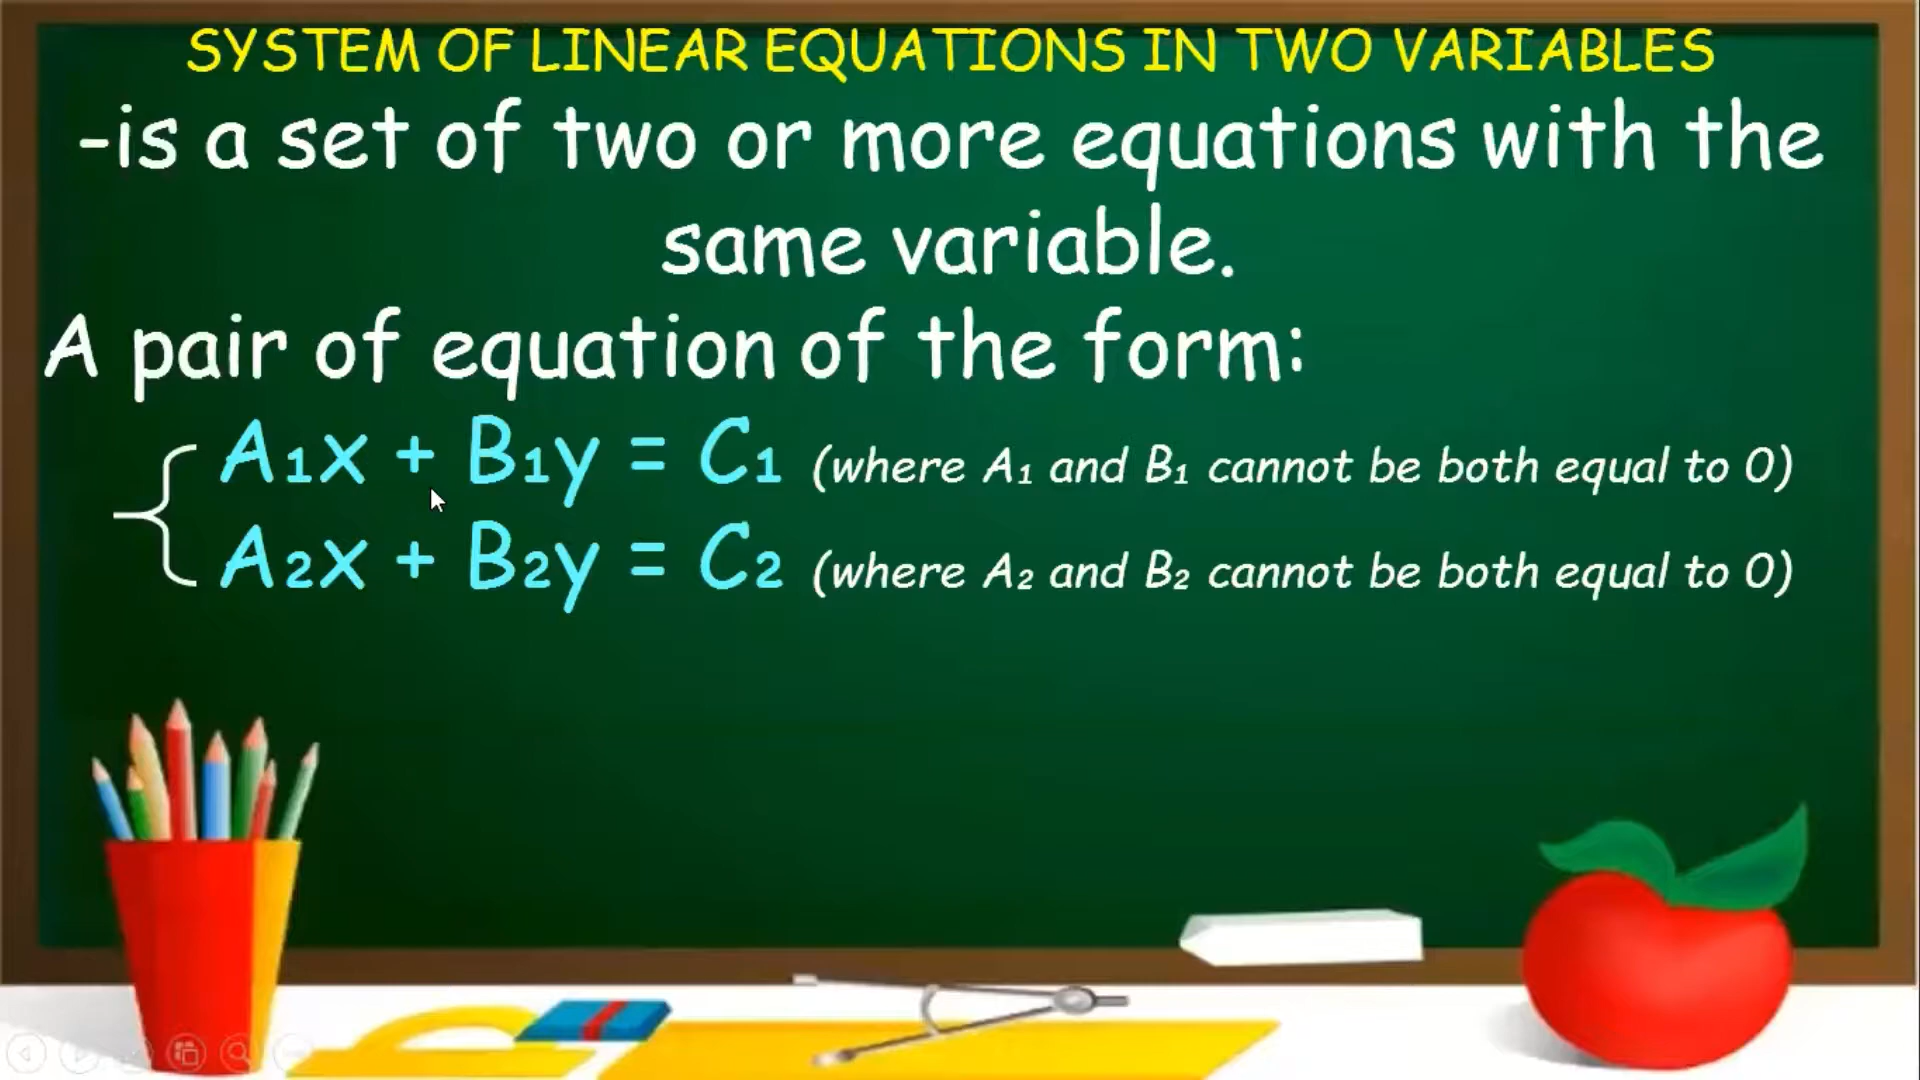 SYSTEM OF LINEAR EQUATIONS IN TWO VARIABLES
-is a set of two or more equations with the
same variable.
A pair of equation of the form:
A₁x + B₁y = C₁ (where A₁ and B₁ cannot be both equal to 0)
A₂x + B₂y = C₂ (where A₂ and B₂ cannot be both equal to 0)